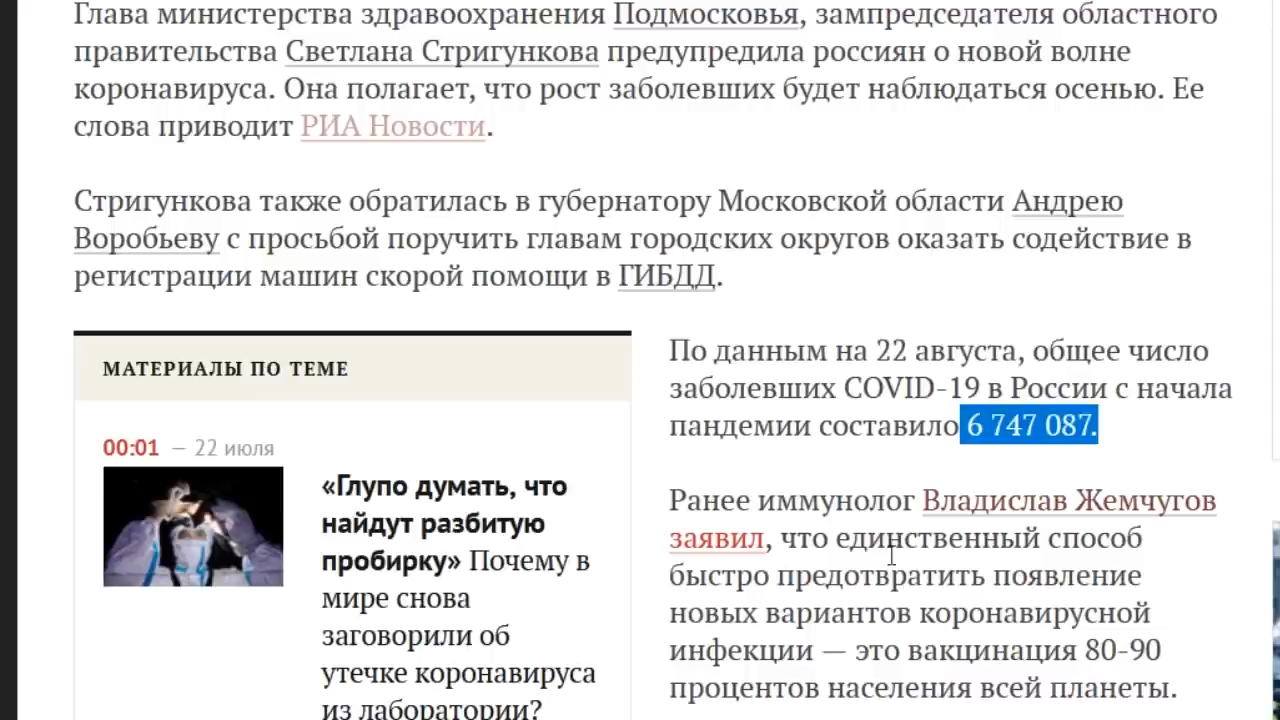 Глава министерства здравоохранения Подмосковья, зампредседателя областного
правительства Светлана Стригункова предупредила россиян о новой волне
коронавируса. Она полагает, что рост заболевших будет наблюдаться осенью. Ее
слова приводит РИА Новости.
Стригункова также обратилась в губернатору Московской области Андрею
Воробьеву с просьбой поручить главам городских округов оказать содействие в
регистрации машин скорой помощи в ГИБДД.
МАТЕРИАЛЫ ПО ТЕМЕ
00:01 — 22 июля
«Глупо думать, что
найдут разбитую
пробирку» Почему в
мире снова
заговорили об
утечке коронавируса
из лаборатории?
По данным на 22 августа, общее число
заболевших COVID-19 в России с начала
пандемии составило 6 747 087.
Ранее иммунолог Владислав Жемчугов
заявил, что единственный способ
быстро предотвратить появление
новых вариантов коронавирусной
инфекции — это вакцинация 80-90
процентов населения всей планеты.